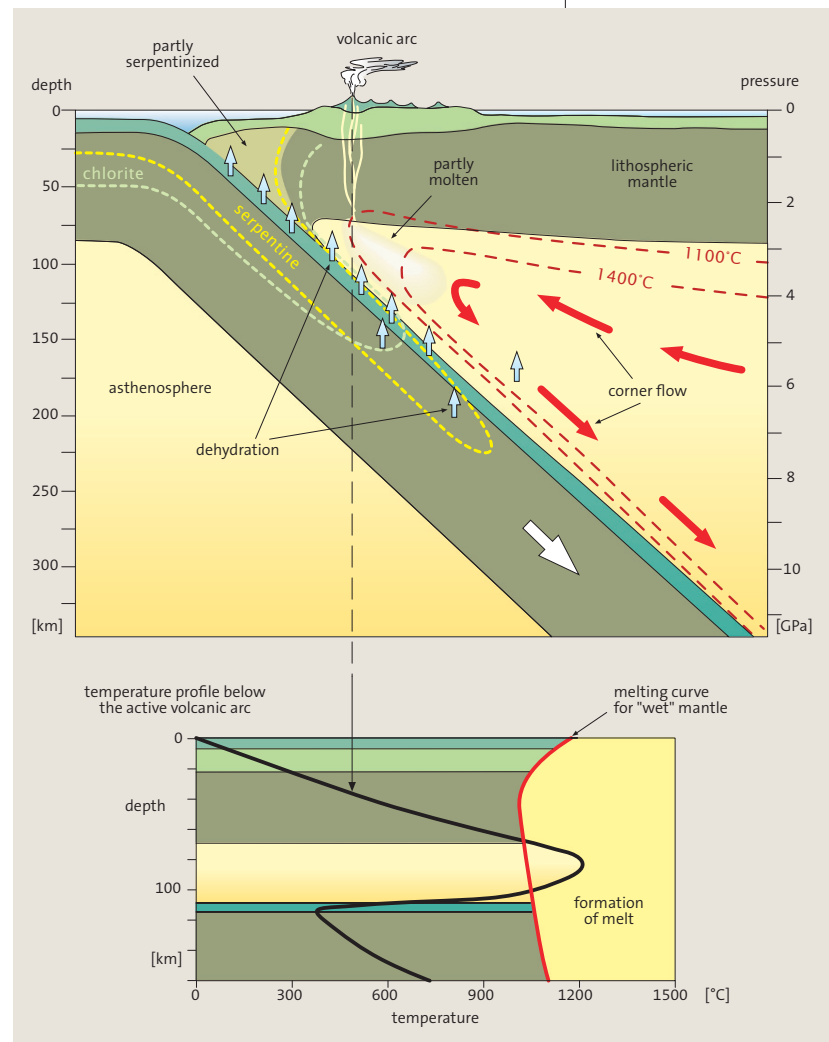 partly
serpentinized
volcanic arc
depth
pressure
0
0
partly
molten
lithospheric
mantle
chlorite
50
2
serpentine
1100°C
100
1400°C
4
150
asthenosphere
corner flow
6
200
dehydration
250
8
300
10
[km]
[GPa]
temperature profile below
the active volcanic arc
melting curve
for "wet" mantle
0
depth
100
formation
of melt
[km]
0
300
600
900
1200
1500
[°C]
temperature